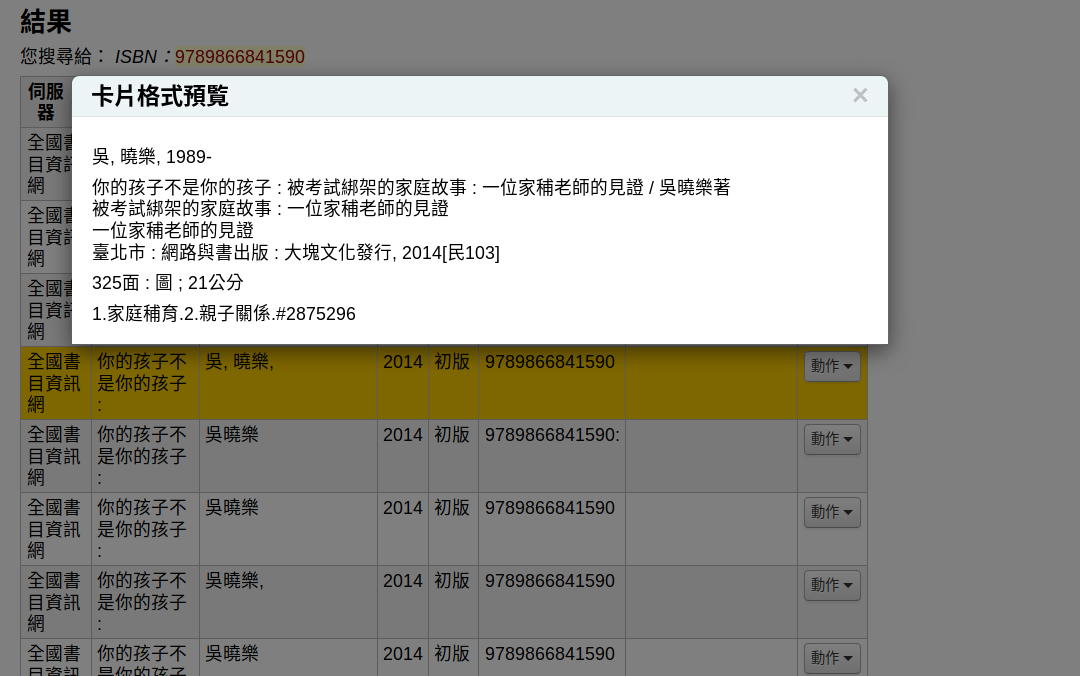 結果
您搜尋給： ISBN：9789866841590
伺服
器
卡片格式預覽 ×
吳, 曉樂, 1989-
你的孩子不是你的孩子 : 被考試綁架的家庭故事 : 一位家稱老師的見證 / 吳曉樂著
被考試綁架的家庭故事 : 一位家稱老師的見證
一位家稱老師的見證
臺北市 : 網路與書出版 : 大塊文化發行, 2014[民103]
325面 : 圖 ; 21公分
1.家庭稱育.2.親子關係.#2875296
全國書
目資訊
網
全國書
目資訊
網
全國書
目資訊
網
全國書 你的孩子不 吳, 曉樂, 2014 初版 9789866841590 動作
目資訊 是你的孩子
網 :
全國書 你的孩子不 吳曉樂 2014 初版 9789866841590: 動作
目資訊 是你的孩子
網 :
全國書 你的孩子不 吳曉樂 2014 初版 9789866841590 動作
目資訊 是你的孩子
網 :
全國書 你的孩子不 吳曉樂, 2014 初版 9789866841590 動作
目資訊 是你的孩子
網 :
全國書 你的孩子不 吳曉樂 2014 初版 9789866841590 動作
目資訊 是你的孩子